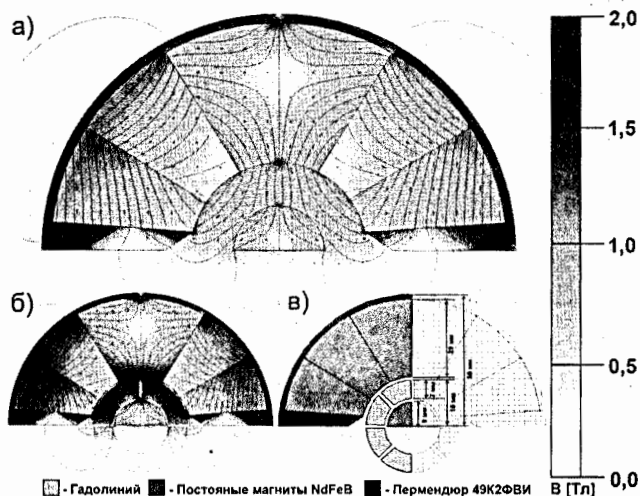 а)
2,0
1,5
1,0
б)
в)
0,5
0,0
- Гадолиний
- Постояные магниты NdFeB
- Пермендюр 49К2ФВИ
В [Тл]